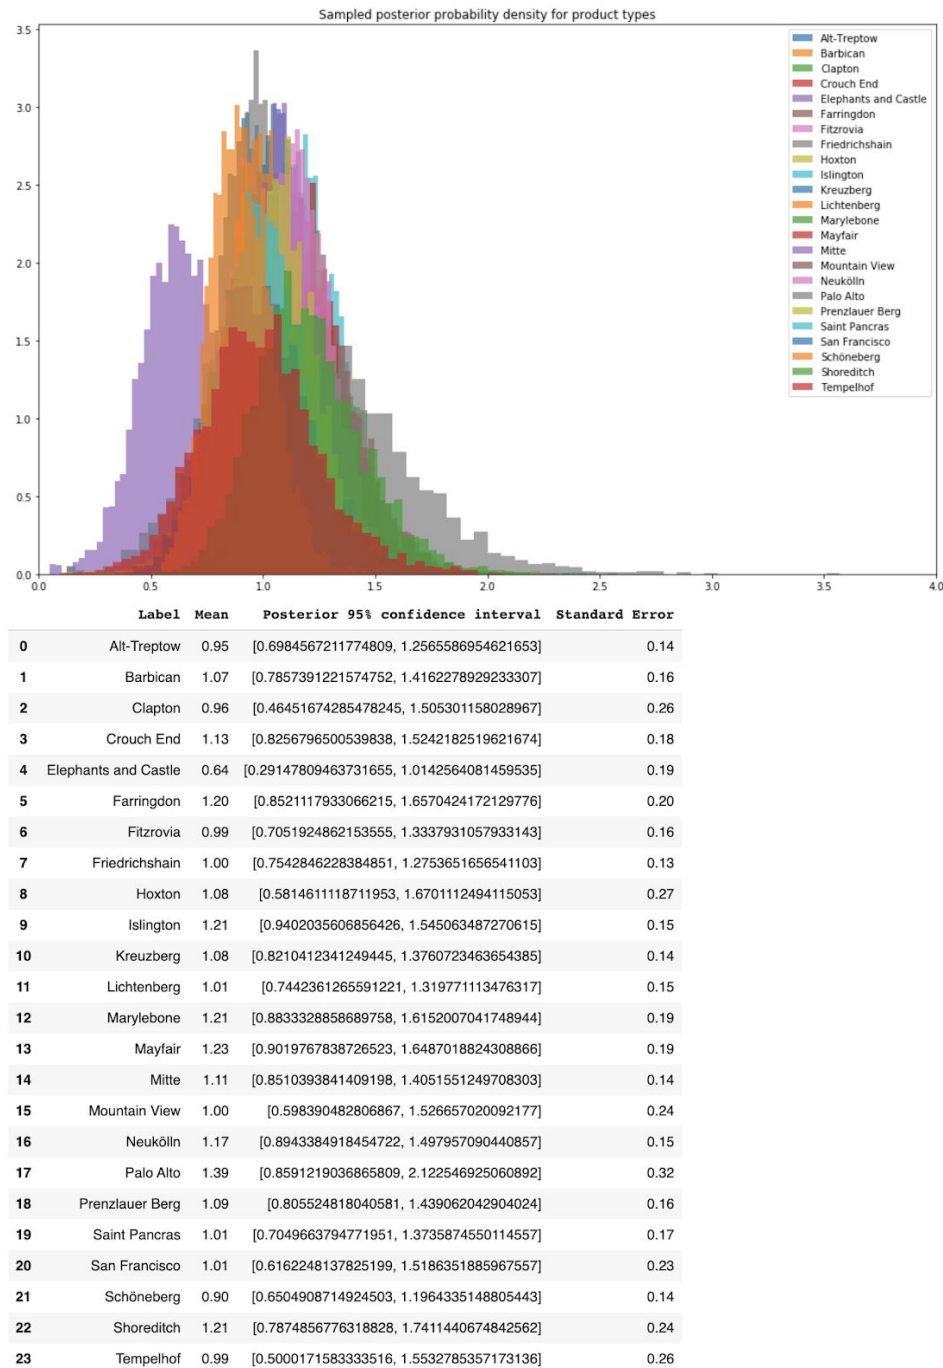 Sampled posterior probability density for product types
3.5
3.0
2.5
2.0
1.5
1.0
0.5
0.0
0.0 0.5 1.0 1.5 2.0 2.5 3.0 3.5 4.0
Alt-Treptow
Barbican
Clapton
Crouch End
Elephants and Castle
Farringdon
Fitzrovia
Friedrichshain
Hoxton
Islington
Kreuzberg
Lichtenberg
Marylebone
Mayfair
Mitte
Mountain View
Neukölln
Palo Alto
Prenzlauer Berg
Saint Pancras
San Francisco
Schöneberg
Shoreditch
Tempelhof
Label Mean Posterior 95% confidence interval Standard Error
0 Alt-Treptow 0.95 [0.6984567211774809, 1.2565586954621653] 0.14
1 Barbican 1.07 [0.7857391221574752, 1.4162278929233307] 0.16
2 Clapton 0.96 [0.46451674285478245, 1.505301158028967] 0.26
3 Crouch End 1.13 [0.8256796500539838, 1.5242182519621674] 0.18
4 Elephants and Castle 0.64 [0.29147809463731655, 1.0142564081459535] 0.19
5 Farringdon 1.20 [0.8521117933066215, 1.6570424172129776] 0.20
6 Fitzrovia 0.99 [0.7051924862153555, 1.3337931057933143] 0.16
7 Friedrichshain 1.00 [0.7542846228384851, 1.2753651656541103] 0.13
8 Hoxton 1.08 [0.5814611118711953, 1.6701112494115053] 0.27
9 Islington 1.21 [0.9402035606856426, 1.545063487270615] 0.15
10 Kreuzberg 1.08 [0.8210412341249445, 1.3760723463654385] 0.14
11 Lichtenberg 1.01 [0.7442361265591221, 1.319771113476317] 0.15
12 Marylebone 1.21 [0.8833328858689758, 1.6152007041748944] 0.19
13 Mayfair 1.23 [0.9019767838726523, 1.6487018824308866] 0.19
14 Mitte 1.11 [0.8510393841409198, 1.4051551249708303] 0.14
15 Mountain View 1.00 [0.598390482806867, 1.526657020092177] 0.24
16 Neukölln 1.17 [0.8943384918454722, 1.497957090440857] 0.15
17 Palo Alto 1.39 [0.8591219036865809, 2.122546925060892] 0.32
18 Prenzlauer Berg 1.09 [0.805524818040581, 1.439062042904024] 0.16
19 Saint Pancras 1.01 [0.7049663794771951, 1.3735874550114557] 0.17
20 San Francisco 1.01 [0.6162248137825199, 1.5186351885967557] 0.23
21 Schöneberg 0.90 [0.6504908714924503, 1.1964335148805443] 0.14
22 Shoreditch 1.21 [0.7874856776318828, 1.7411440674842562] 0.24
23 Tempelhof 0.99 [0.5000171583333516, 1.5532785357173136] 0.26